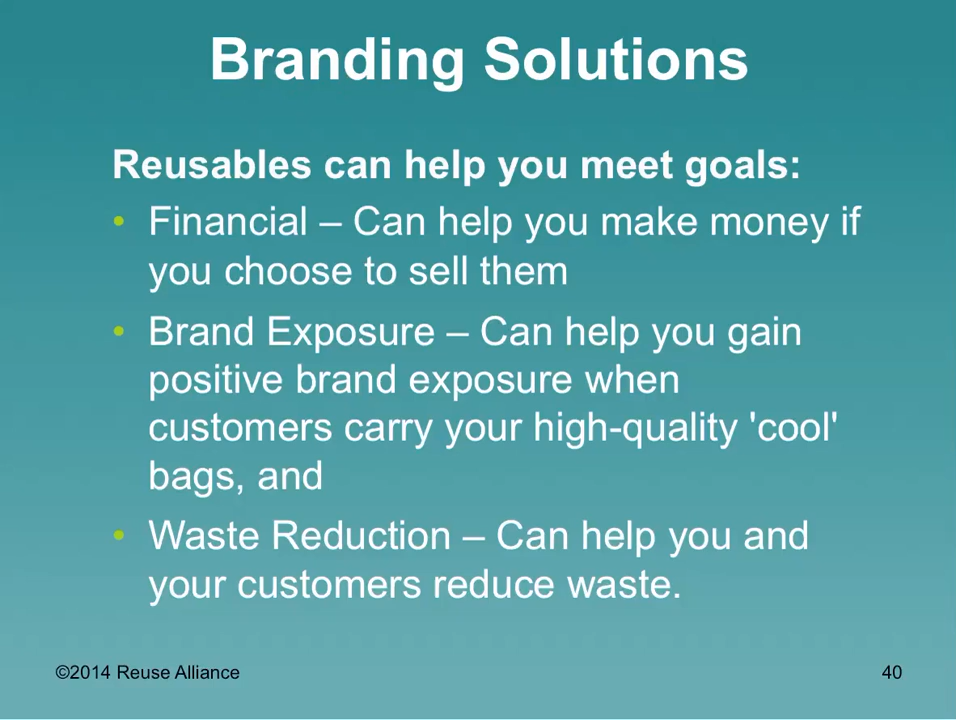 Branding Solutions
Reusables can help you meet goals:
• Financial – Can help you make money if
you choose to sell them
• Brand Exposure – Can help you gain
positive brand exposure when
customers carry your high-quality 'cool'
bags, and
• Waste Reduction – Can help you and
your customers reduce waste.
©2014 Reuse Alliance
40